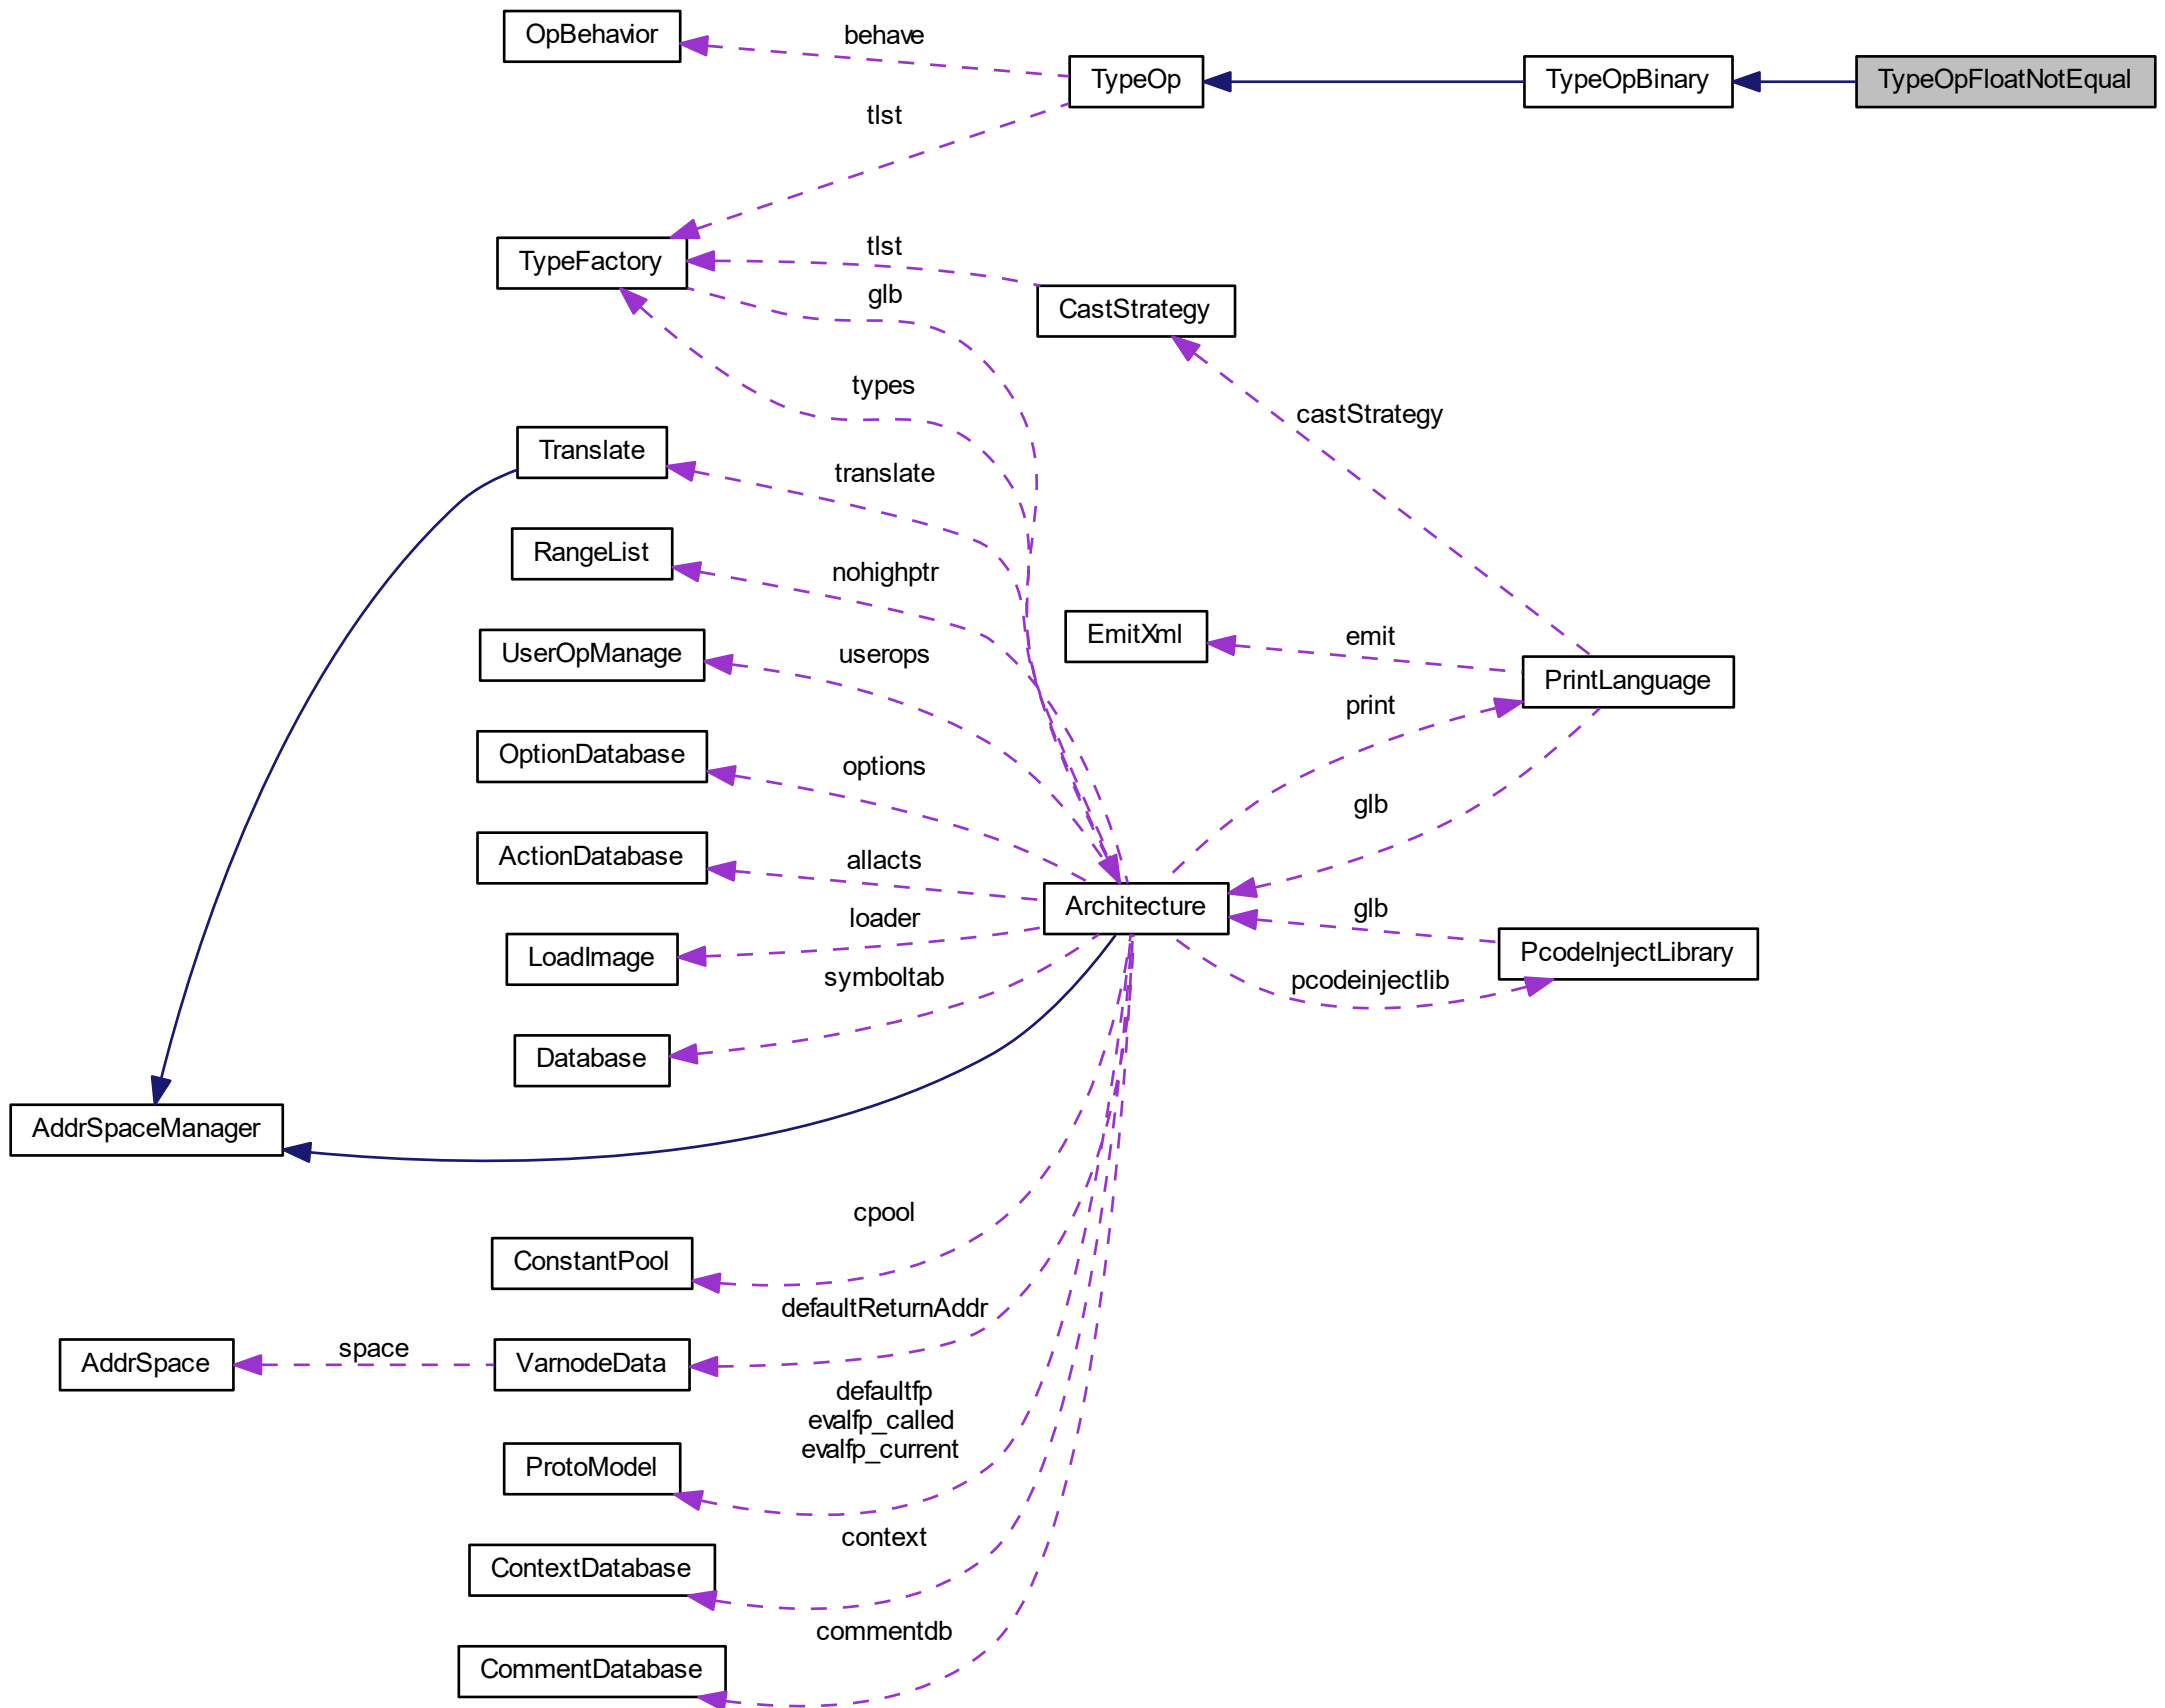 OpBehavior
behave
TypeOp
TypeOpBinary
TypeOpFloatNotEqual
tlst
TypeFactory
tlst
glb
CastStrategy
types
castStrategy
Translate
translate
RangeList
nohighptr
UserOpManage
userops
EmitXml
emit
PrintLanguage
print
OptionDatabase
options
glb
ActionDatabase
allacts
Architecture
glb
LoadImage
loader
PcodeInjectLibrary
pcodeinjectlib
symboltab
Database
AddrSpaceManager
cpool
ConstantPool
defaultReturnAddr
AddrSpace
space
VarnodeData
defaultfp
evalfp_called
evalfp_current
ProtoModel
context
ContextDatabase
commentdb
CommentDatabase